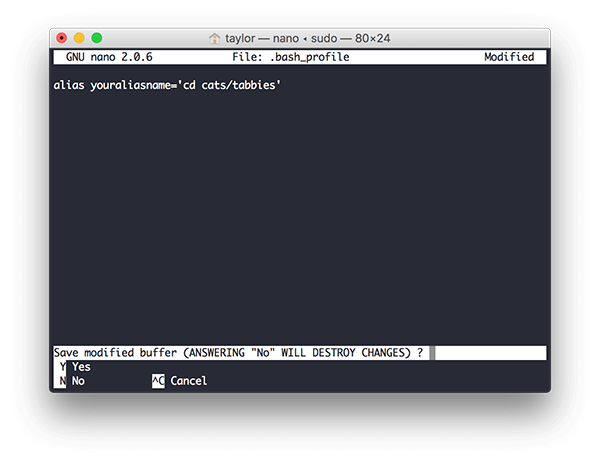 taylor — nano ◂ sudo — 80×24
GNU nano 2.0.6 File: .bash_profile Modified
alias youraliasname='cd cats/tabbies'
Save modified buffer (ANSWERING "No" WILL DESTROY CHANGES) ?
Y Yes
N No ^C Cancel